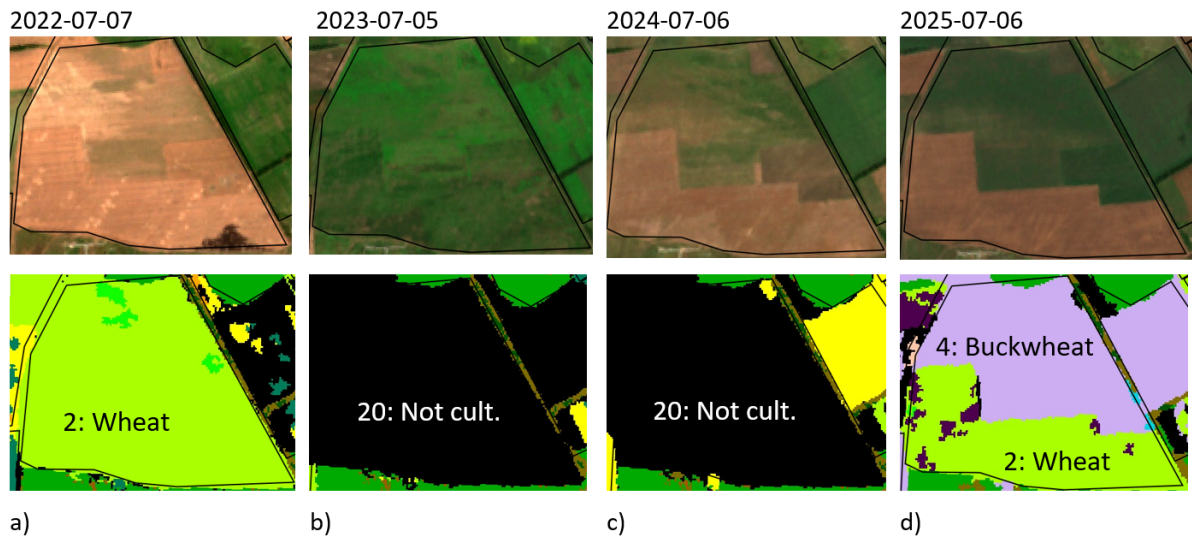 2022-07-07
2023-07-05
2024-07-06
2025-07-06
2: Wheat
20: Not cult.
20: Not cult.
4: Buckwheat
2: Wheat
a)
b)
c)
d)